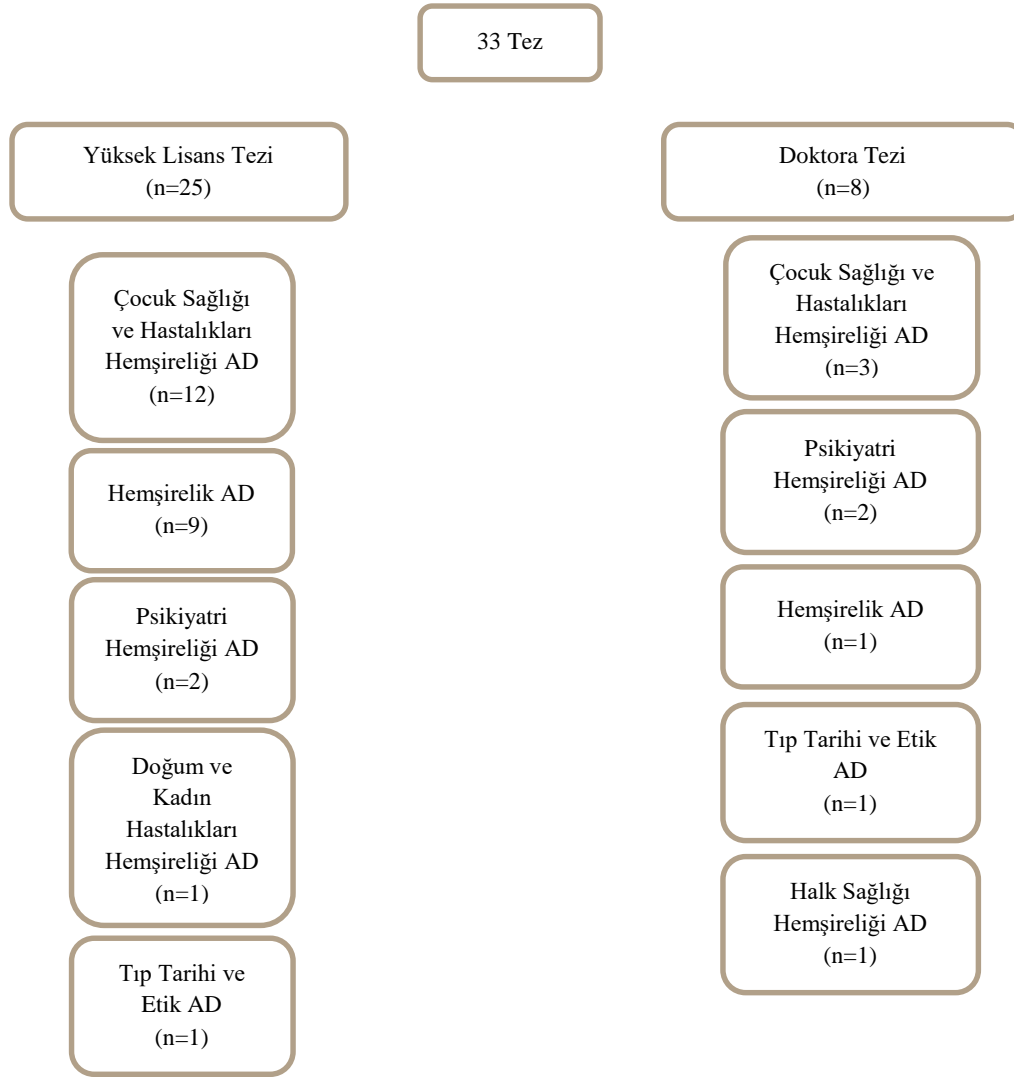 33 Tez
Yüksek Lisans Tezi
(n=25)
Çocuk Sağlığı
ve Hastalıkları
Hemşireliği AD
(n=12)
Hemşirelik AD
(n=9)
Psikiyatri
Hemşireliği AD
(n=2)
Doğum ve
Kadın
Hastalıkları
Hemşireliği AD
(n=1)
Tıp Tarihi ve
Etik AD
(n=1)
Doktora Tezi
(n=8)
Çocuk Sağlığı ve
Hastalıkları
Hemşireliği AD
(n=3)
Psikiyatri
Hemşireliği AD
(n=2)
Hemşirelik AD
(n=1)
Tıp Tarihi ve Etik
AD
(n=1)
Halk Sağlığı
Hemşireliği AD
(n=1)